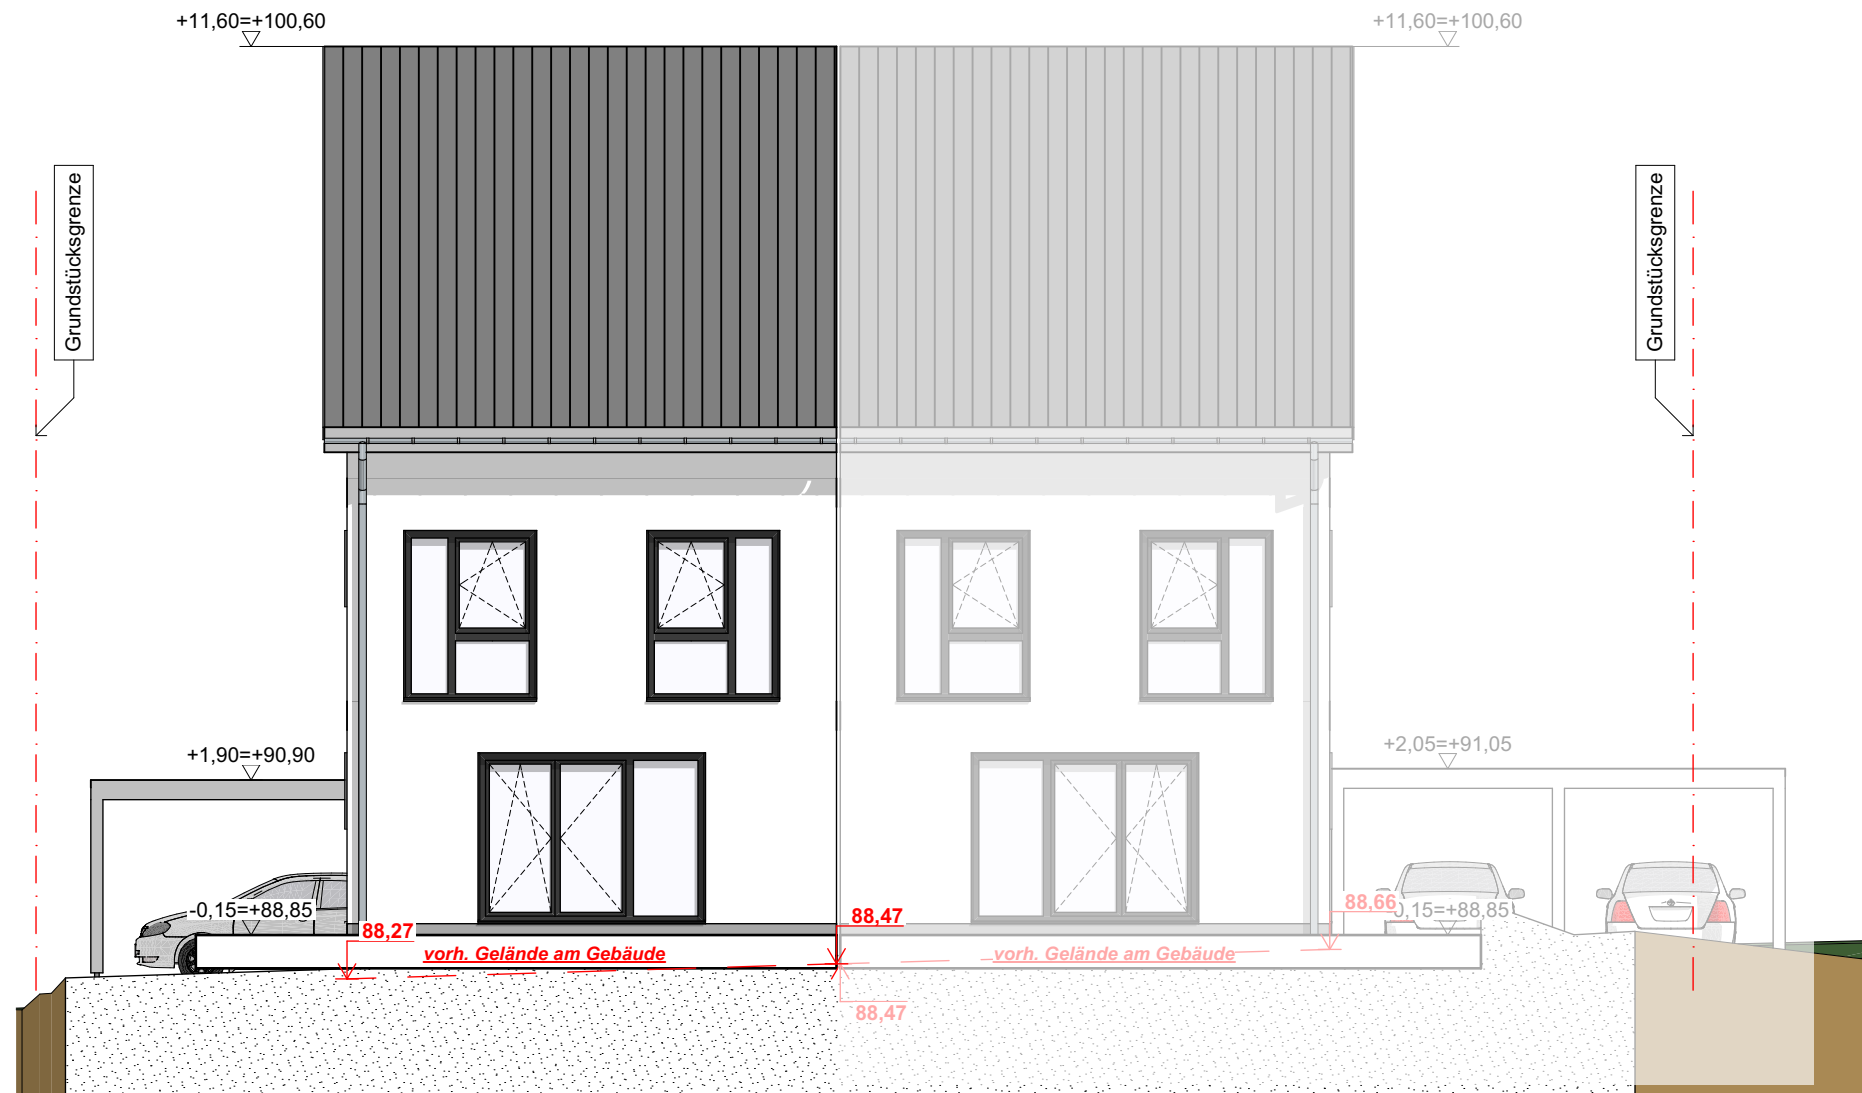 +11,60=+100,60
+11,60=+100,60
Grundstücksgrenze
Grundstücksgrenze
+1,90=+90,90
+2,05=+91,05
-0,15=+88,85
88,27
88,47
88,66
0,15=+88,85
vorh. Gelände am Gebäude
vorh. Gelände am Gebäude
88,47